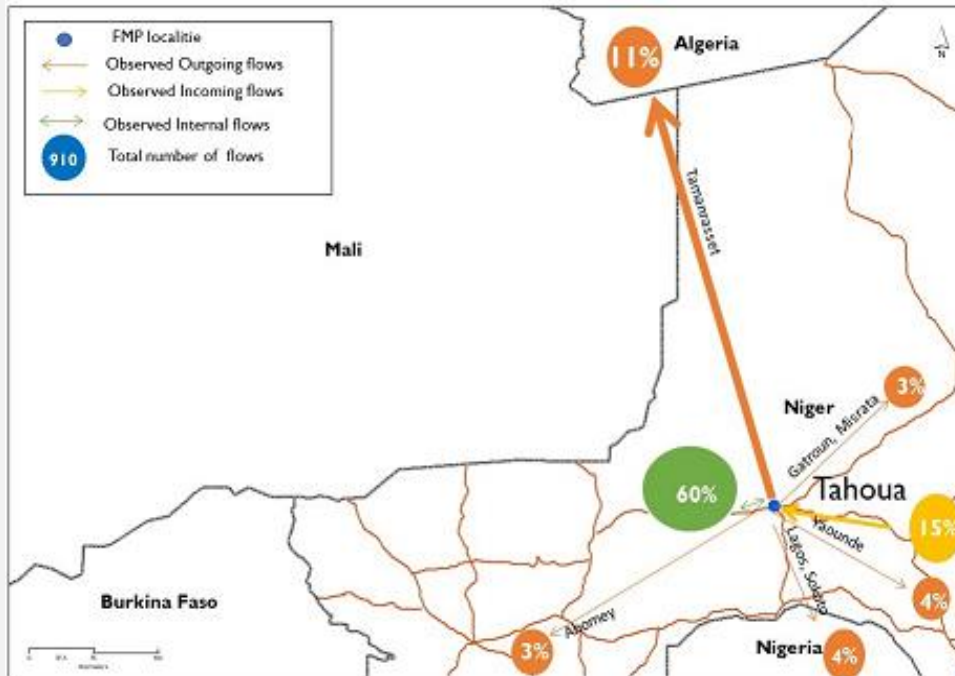 FMP localitie
Observed Outgoing flows
Observed Incoming flows
Observed Internal flows
910 Total number of flows
11%
Algeria
N
Tamanrasset
Mali
Niger
3%
Gatroun, Misrata
60%
Tahoua
15%
Yaounde
Lagos, Sokoto
4%
Burkina Faso
Abomey
3%
Nigeria
4%